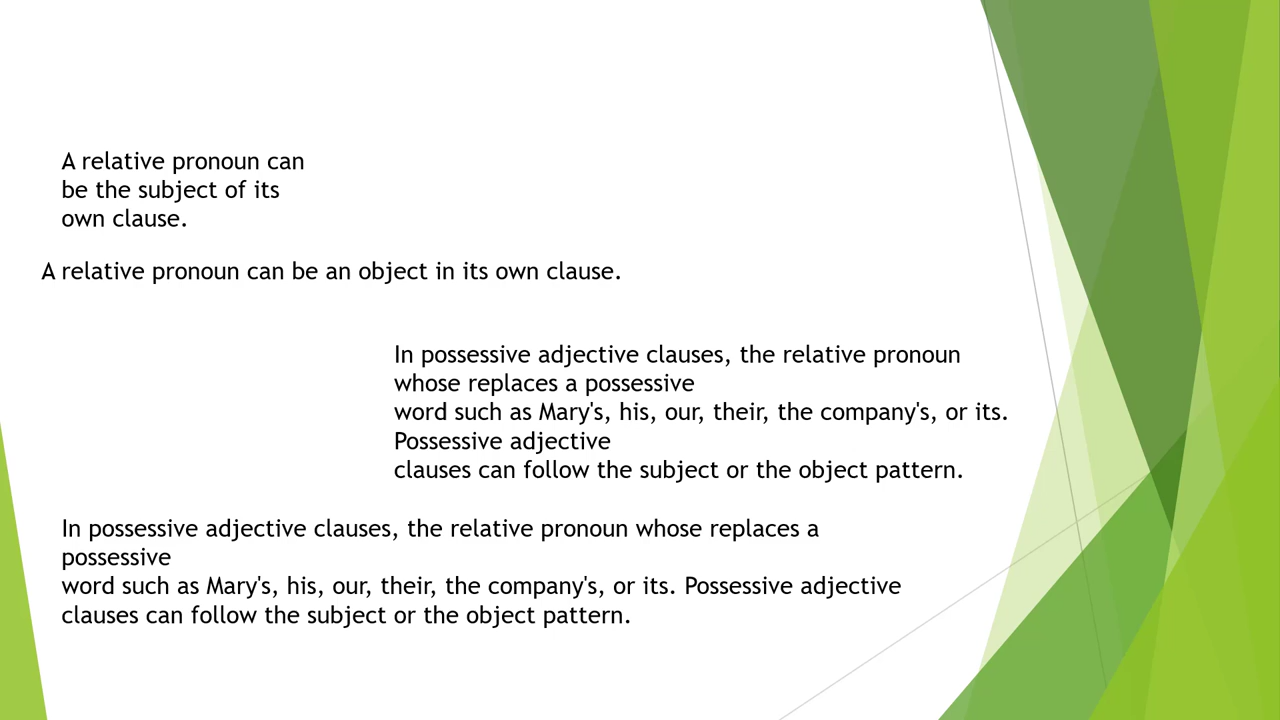 A relative pronoun can
be the subject of its
own clause.
A relative pronoun can be an object in its own clause.
In possessive adjective clauses, the relative pronoun
whose replaces a possessive
word such as Mary's, his, our, their, the company's, or its.
Possessive adjective
clauses can follow the subject or the object pattern.
In possessive adjective clauses, the relative pronoun whose replaces a
possessive
word such as Mary's, his, our, their, the company's, or its. Possessive adjective
clauses can follow the subject or the object pattern.